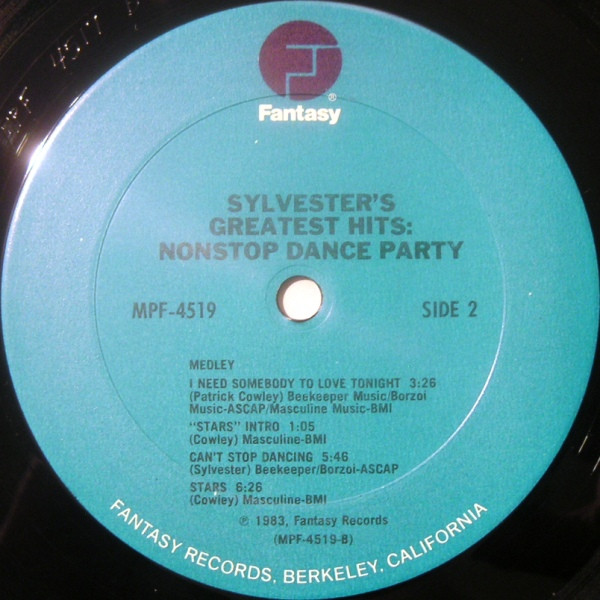 Fantasy®
SYLVESTER'S
GREATEST HITS:
NONSTOP DANCE PARTY
MPF-4519
SIDE 2
MEDLEY
I NEED SOMEBODY TO LOVE TONIGHT 3:26
(Patrick Cowley) Beekeeper Music/Borzoi
Music-ASCAP/Masculine Music-BMI
"STARS" INTRO 1:05
(Cowley) Masculine-BMI
CAN'T STOP DANCING 5:46
(Sylvester) Beekeeper/Borzoi-ASCAP
STARS 6:26
(Cowley) Masculine-BMI
℗ 1983, Fantasy Records
(MPF-4519-B)
FANTASY RECORDS, BERKELEY, CALIFORNIA